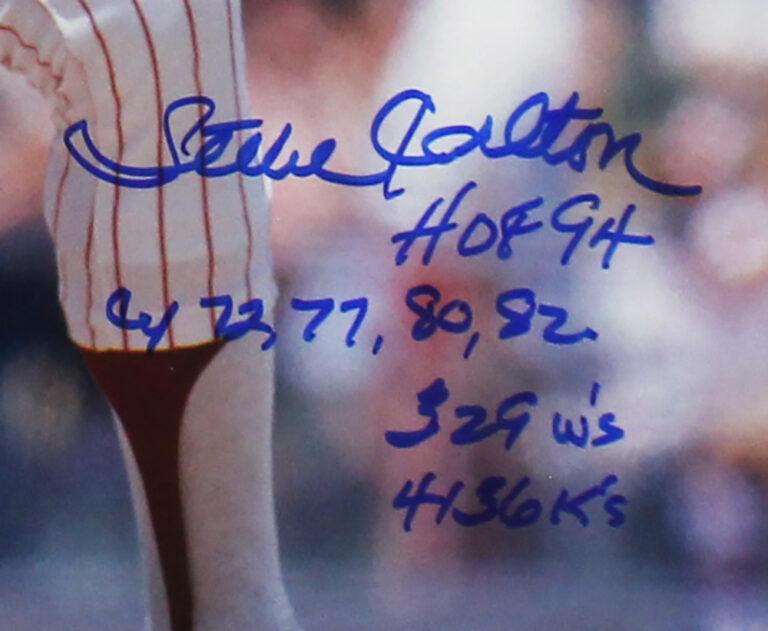 Steve Carlton
HOF 94
Cy 72, 77, 80, 82
329 W's
4136 K's